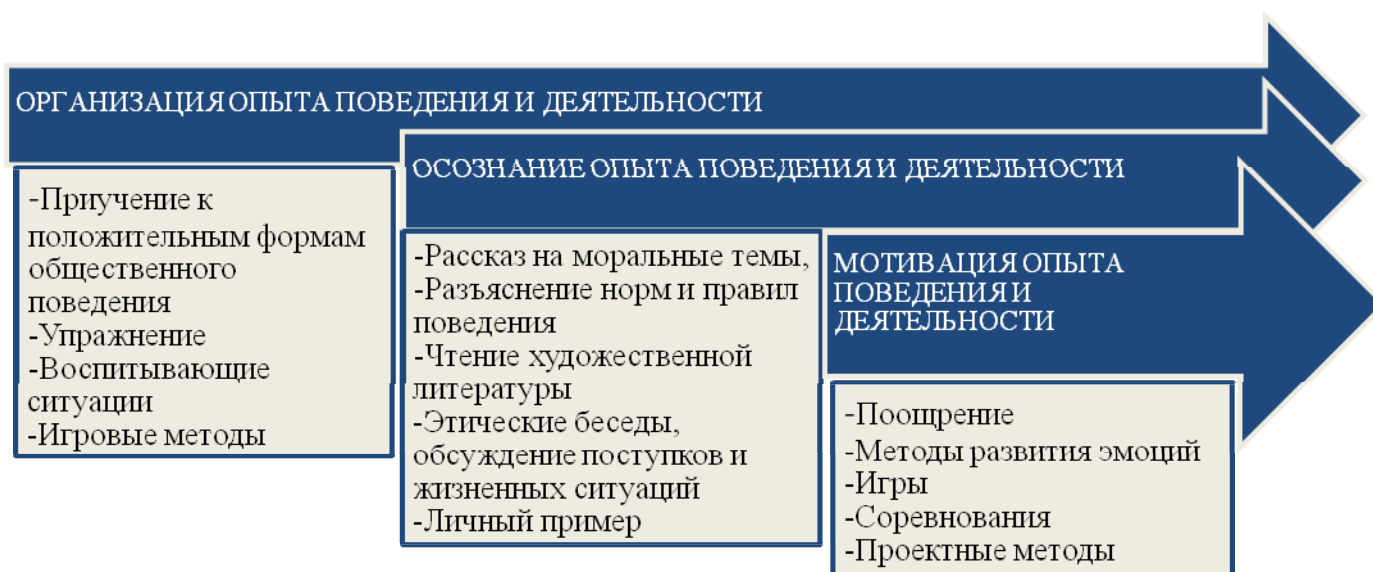 ОРГАНИЗАЦИЯ ОПЫТА ПОВЕДЕНИЯ И ДЕЯТЕЛЬНОСТИ
-Приучение к
положительным формам
общественного
поведения
-Упражнение
-Воспитывающие
ситуации
-Игровые методы
ОСОЗНАНИЕ ОПЫТА ПОВЕДЕНИЯ И ДЕЯТЕЛЬНОСТИ
-Рассказ на моральные темы,
-Разъяснение норм и правил
поведения
-Чтение художественной
литературы
-Этические беседы,
обсуждение поступков и
жизненных ситуаций
-Личный пример
МОТИВАЦИЯ ОПЫТА
ПОВЕДЕНИЯ И
ДЕЯТЕЛЬНОСТИ
-Поощрение
-Методы развития эмоций
-Игры
-Соревнования
-Проектные методы